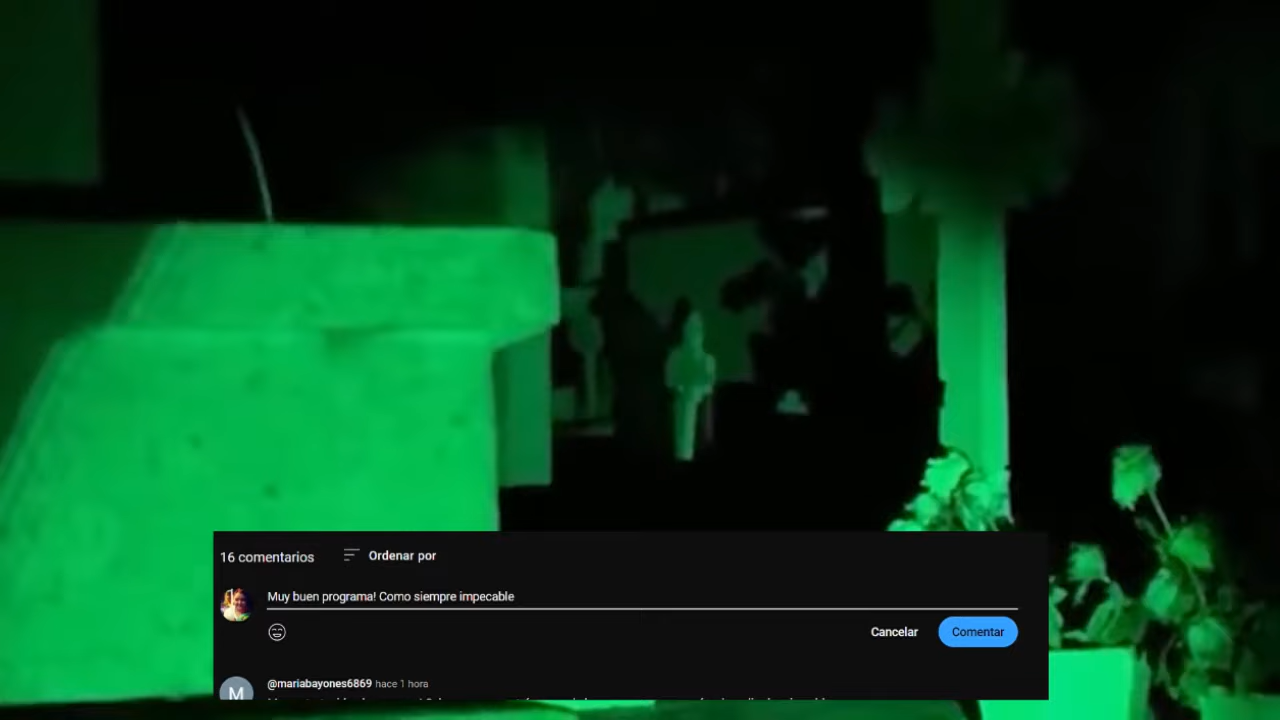 16 comentarios
Ordenar por
Muy buen programa! Como siempre impecable
Cancelar
Comentar
M
@mariabayones6869 hace 1 hora